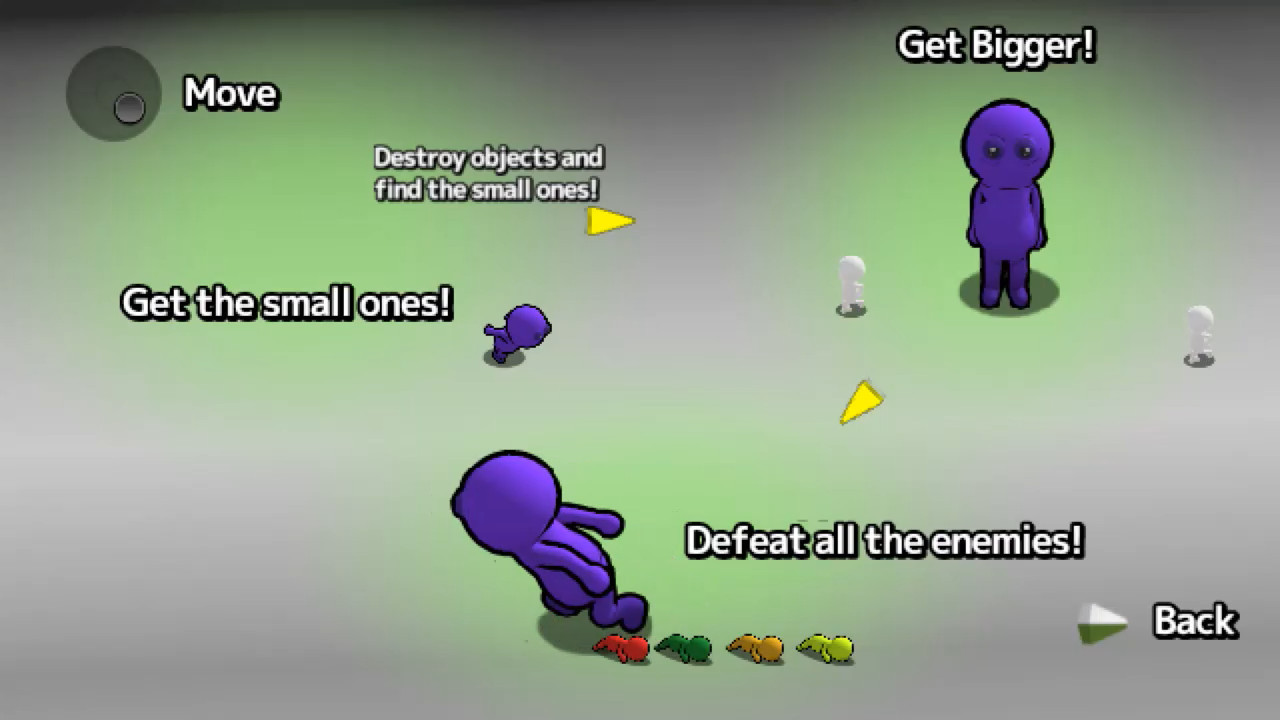 Get Bigger!
Move
Destroy objects and
find the small ones!
Get the small ones!
Defeat all the enemies!
Back